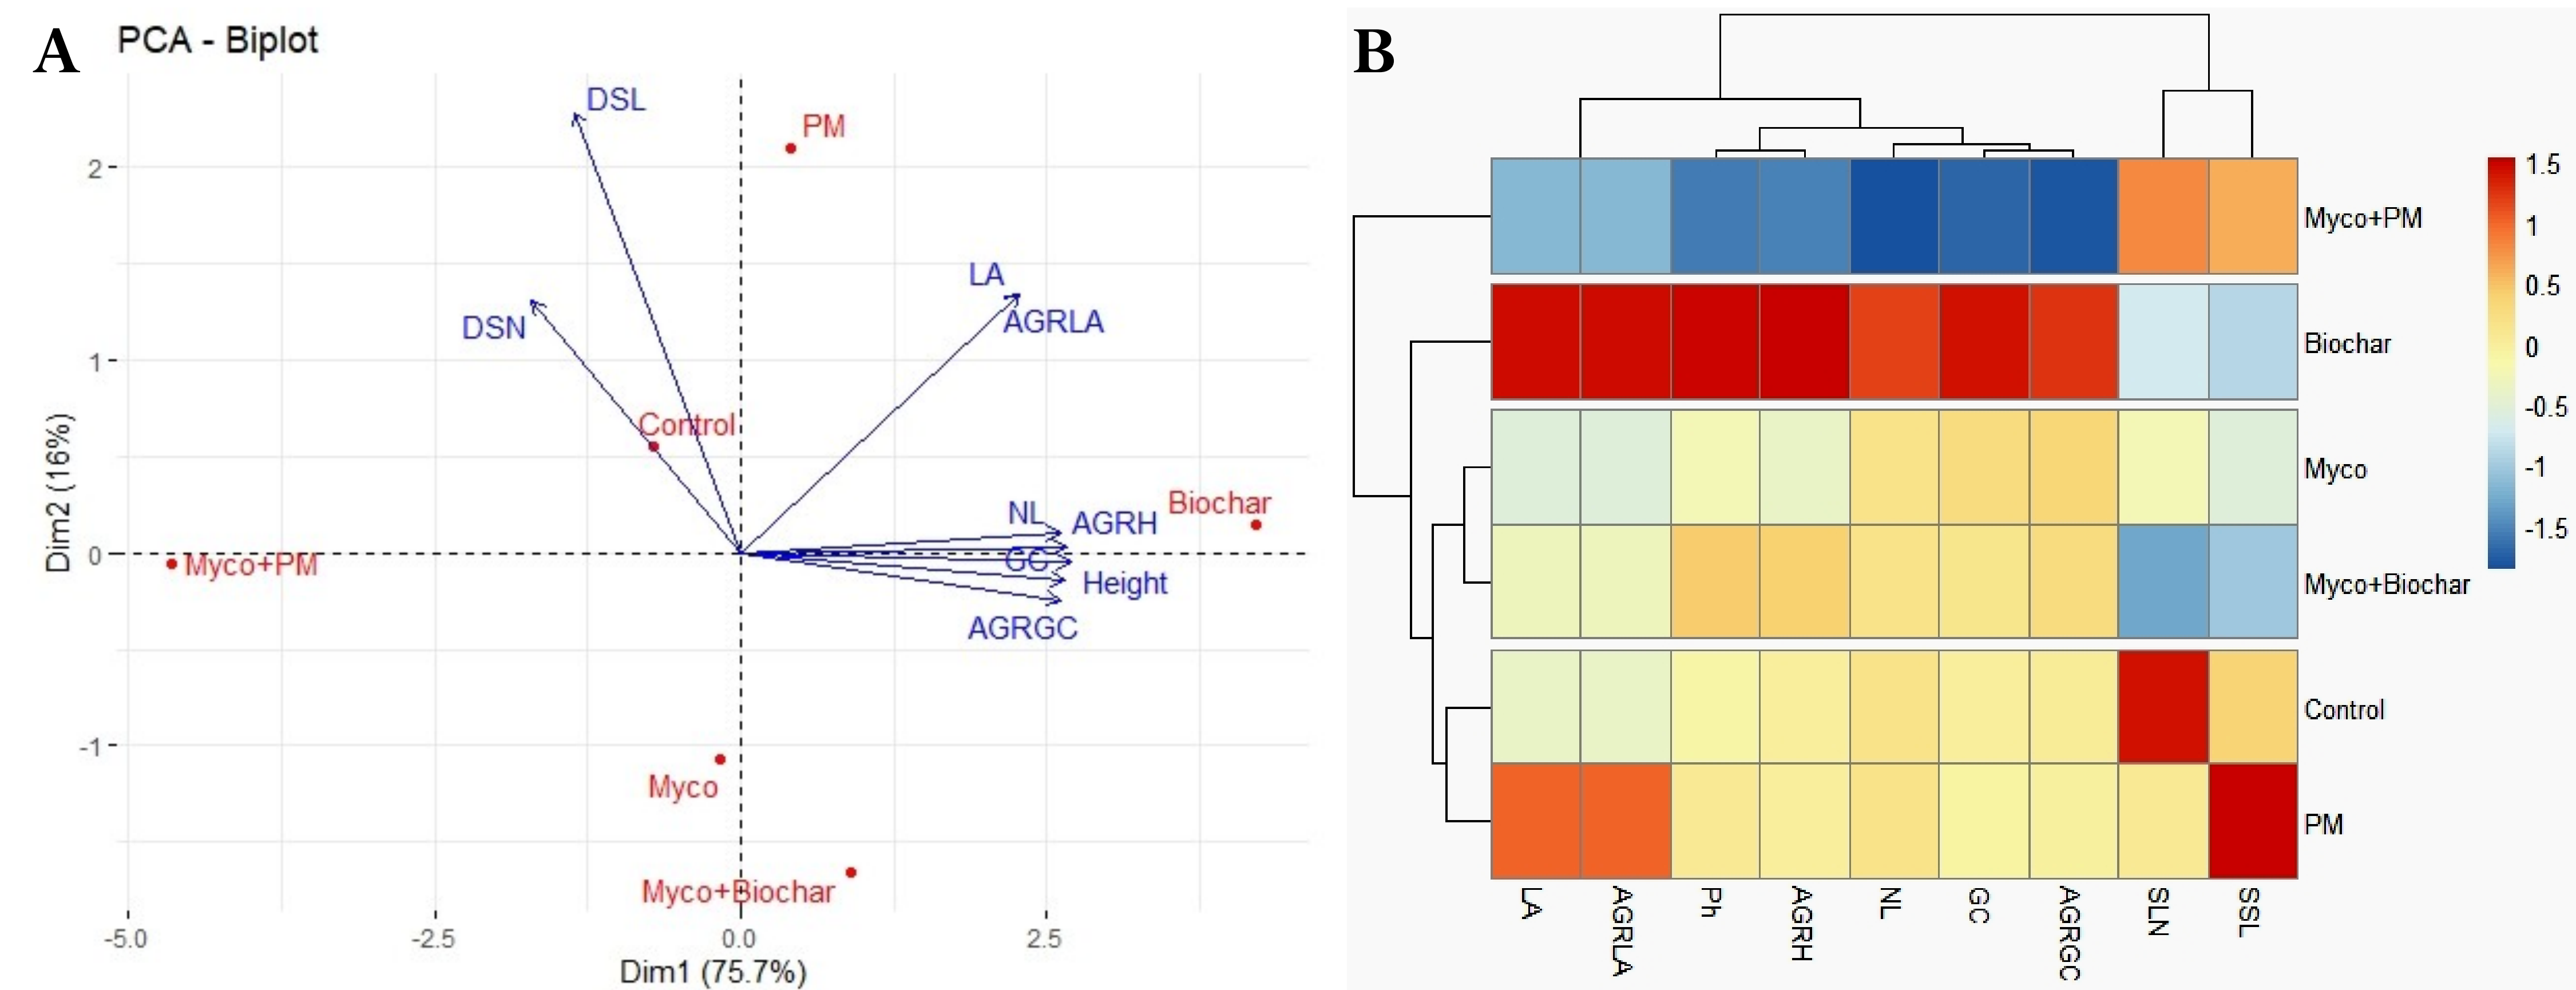 A
PCA - Biplot
DSL
PM
2
LA
AGRLA
DSN
1
Control
Dim2 (16%)
NL
AGRH
Biochar
0
Myco+PM
GC
Height
AGRGC
-1
Myco
Myco+Biochar
-5.0
-2.5
0.0
2.5
Dim1 (75.7%)
B
Myco+PM
Biochar
Myco
Myco+Biochar
Control
PM
LA
AGRLA
Ph
AGRH
NL
GC
AGRGC
SLN
SSL
1.5
1
0.5
0
-0.5
-1
-1.5